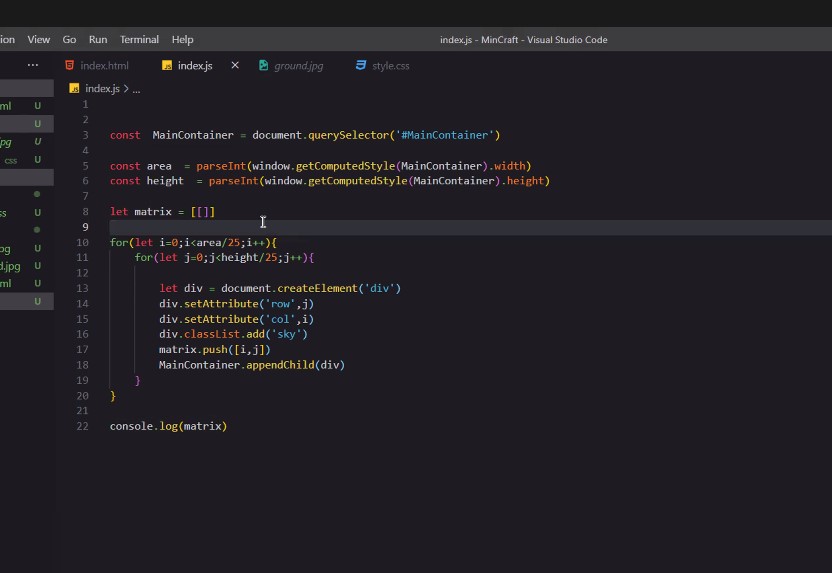 ion View Go Run Terminal Help index.js - MinCraft - Visual Studio Code
... index.html index.js × ground.jpg style.css
index.js > ...
ml U
U
pg U
css U
ss U
pg U
d.jpg U
ml U
U
1
2
3 const  MainContainer = document.querySelector('#MainContainer')
4
5 const area  = parseInt(window.getComputedStyle(MainContainer).width)
6 const height  = parseInt(window.getComputedStyle(MainContainer).height)
7
8 let matrix = [[]]
9
10 for(let i=0;i<area/25;i++){
11     for(let j=0;j<height/25;j++){
12
13         let div = document.createElement('div')
14         div.setAttribute('row',j)
15         div.setAttribute('col',i)
16         div.classList.add('sky')
17         matrix.push([i,j])
18         MainContainer.appendChild(div)
19     }
20 }
21
22 console.log(matrix)